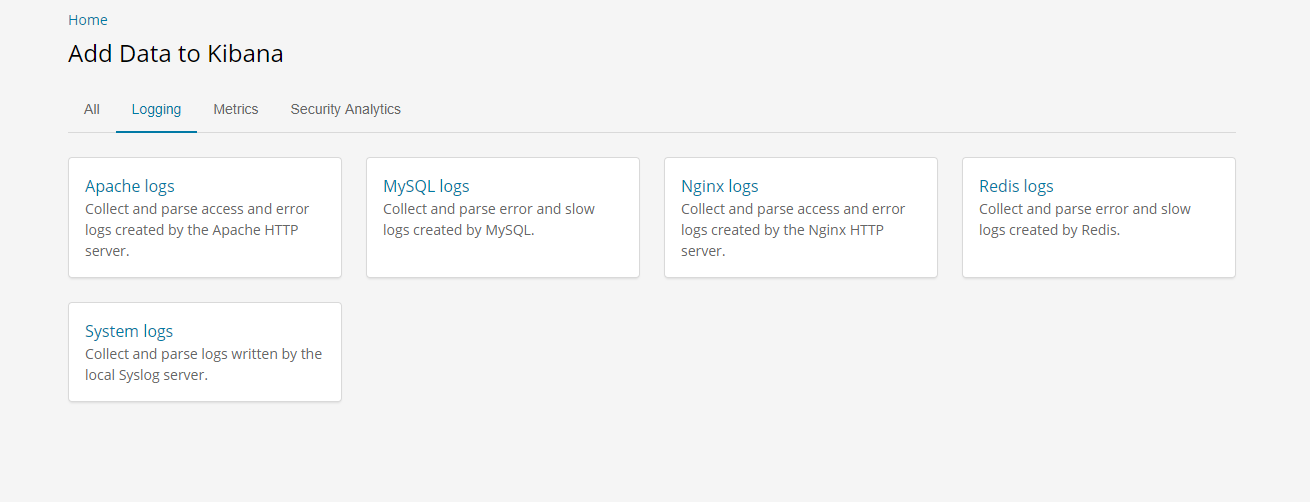 Home
Add Data to Kibana
All Logging Metrics Security Analytics
Apache logs
Collect and parse access and error
logs created by the Apache HTTP
server.
MySQL logs
Collect and parse error and slow
logs created by MySQL.
Nginx logs
Collect and parse access and error
logs created by the Nginx HTTP
server.
Redis logs
Collect and parse error and slow
logs created by Redis.
System logs
Collect and parse logs written by the
local Syslog server.